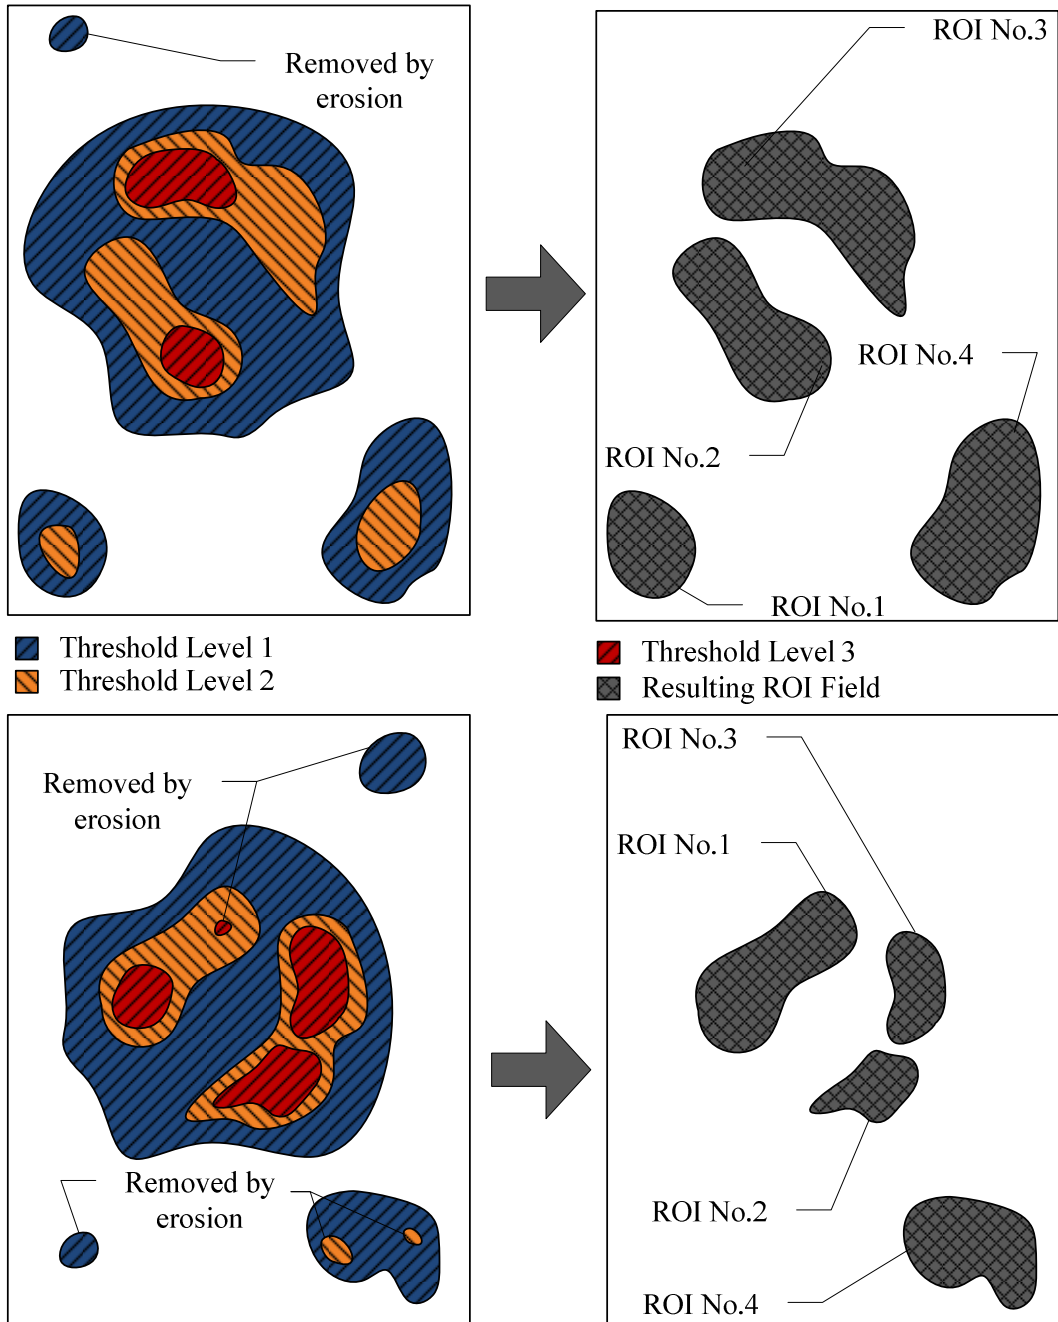 Removed by
erosion
ROI No.3
ROI No.4
ROI No.2
ROI No.1
Threshold Level 1
Threshold Level 2
Threshold Level 3
Resulting ROI Field
Removed by
erosion
Removed by
erosion
ROI No.3
ROI No.1
ROI No.2
ROI No.4